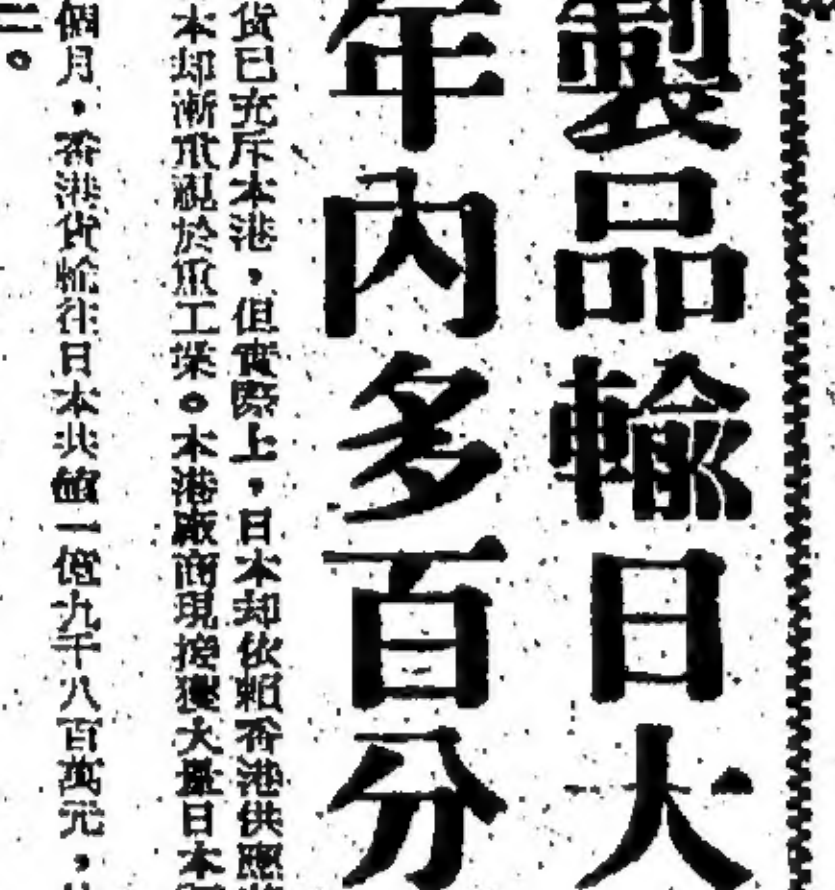 製品輸日大
年內多百分
貨已充斥本港，但實際上，日本却依賴香港供應
本却漸重視於重工業。本港廠商現接獲大量日本
個月，香港貨輸往日本共值一億九千八百萬元，
二。